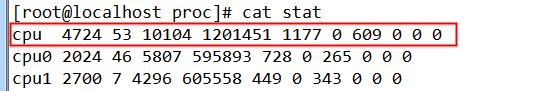 [root@localhost proc]# cat stat
cpu  4724 53 10104 1201451 1177 0 609 0 0 0
cpu0 2024 46 5807 595893 728 0 265 0 0 0
cpu1 2700 7 4296 605558 449 0 343 0 0 0